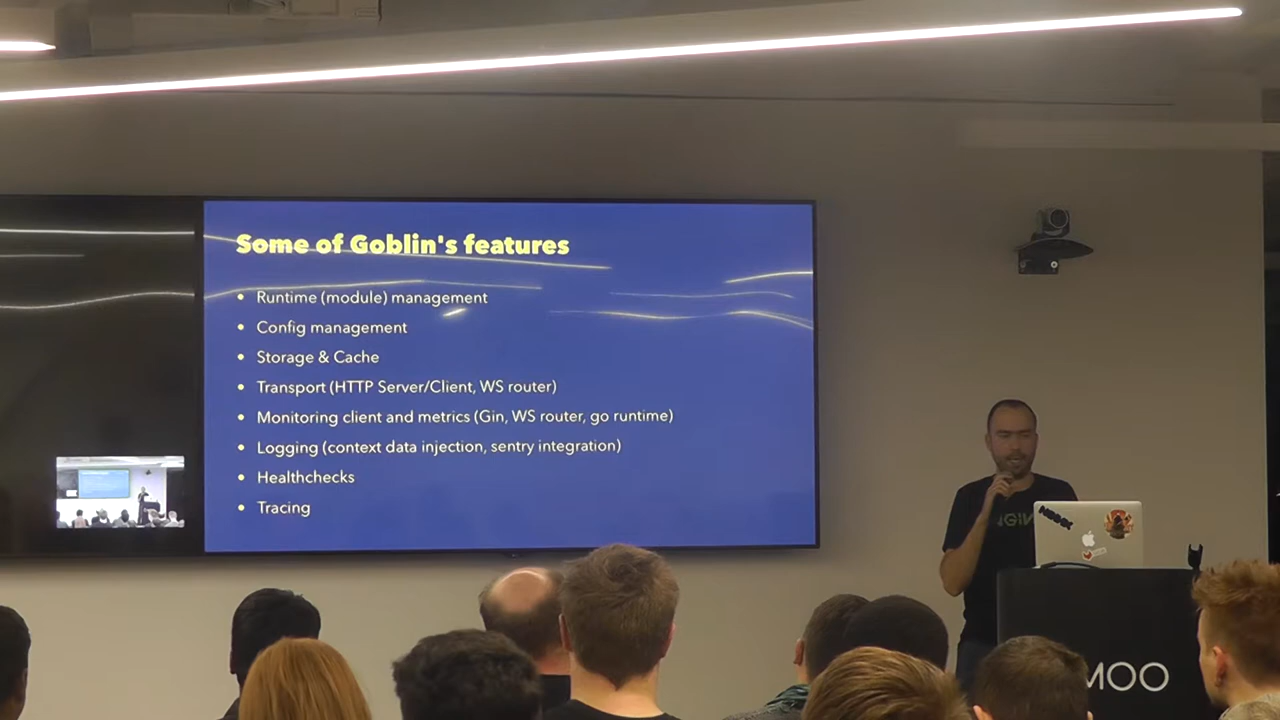 Some of Goblin's features
• Runtime (module) management
• Config management
• Storage & Cache
• Transport (HTTP Server/Client, WS router)
• Monitoring client and metrics (Gin, WS router, go runtime)
• Logging (context data injection, sentry integration)
• Healthchecks
• Tracing
MOO